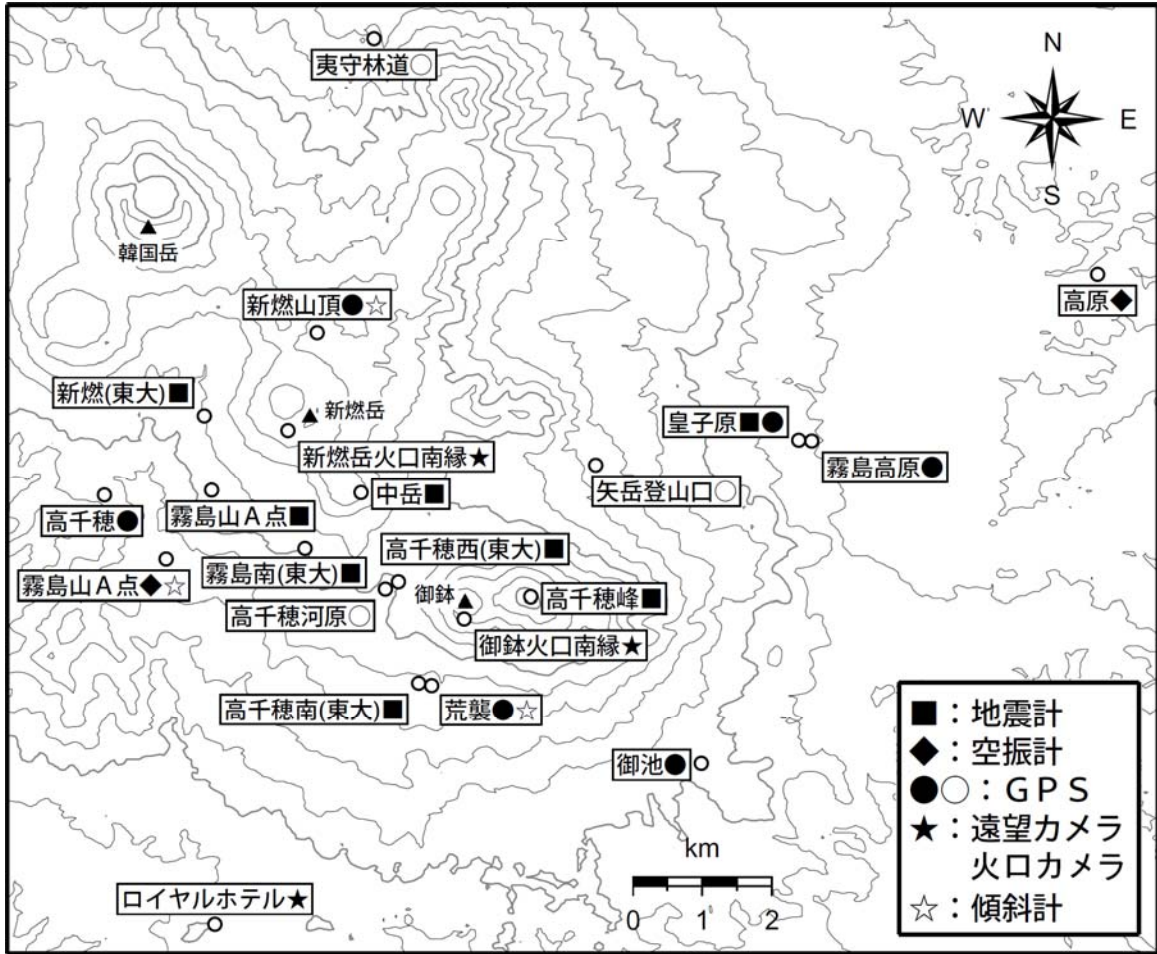 夷守林道○
N
W
E
S
韓国岳
高原◆
新燃山頂●☆
新燃(東大)■
新燃岳
皇子原■●
新燃岳火口南縁★
霧島高原●
中岳■
矢岳登山口○
高千穂●
霧島山A点■
高千穂西(東大)■
霧島山A点◆☆
霧島南(東大)■
御鉢
高千穂峰■
高千穂河原○
御鉢火口南縁★
高千穂南(東大)■
荒襲●☆
御池●
■:地震計
◆:空振計
●○:GPS
★:遠望カメラ
火口カメラ
☆:傾斜計
km
0 1 2
ロイヤルホテル★